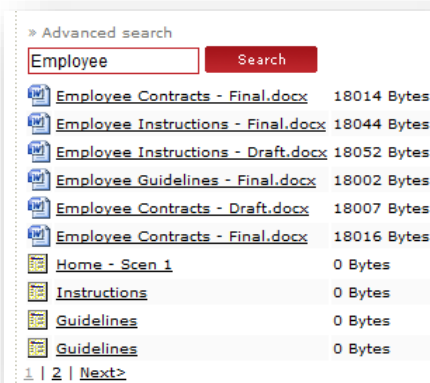 » Advanced search
Employee Search
Employee Contracts - Final.docx 18014 Bytes
Employee Instructions - Final.docx 18044 Bytes
Employee Instructions - Draft.docx 18052 Bytes
Employee Guidelines - Final.docx 18002 Bytes
Employee Contracts - Draft.docx 18007 Bytes
Employee Contracts - Final.docx 18016 Bytes
Home - Scen 1 0 Bytes
Instructions 0 Bytes
Guidelines 0 Bytes
Guidelines 0 Bytes
1 | 2 | Next>